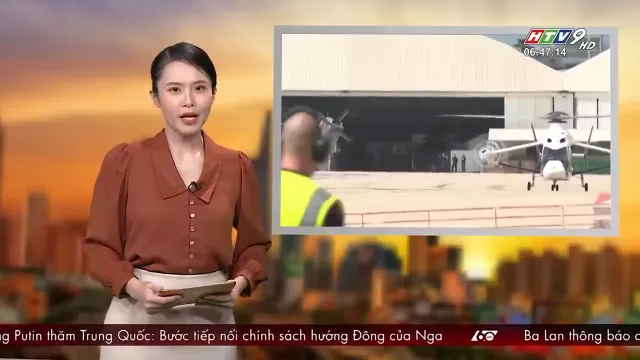 HTV9 HD
06:47:14
ng Putin thăm Trung Quốc: Bước tiếp nối chính sách hướng Đông của Nga
60
Ba Lan thông báo